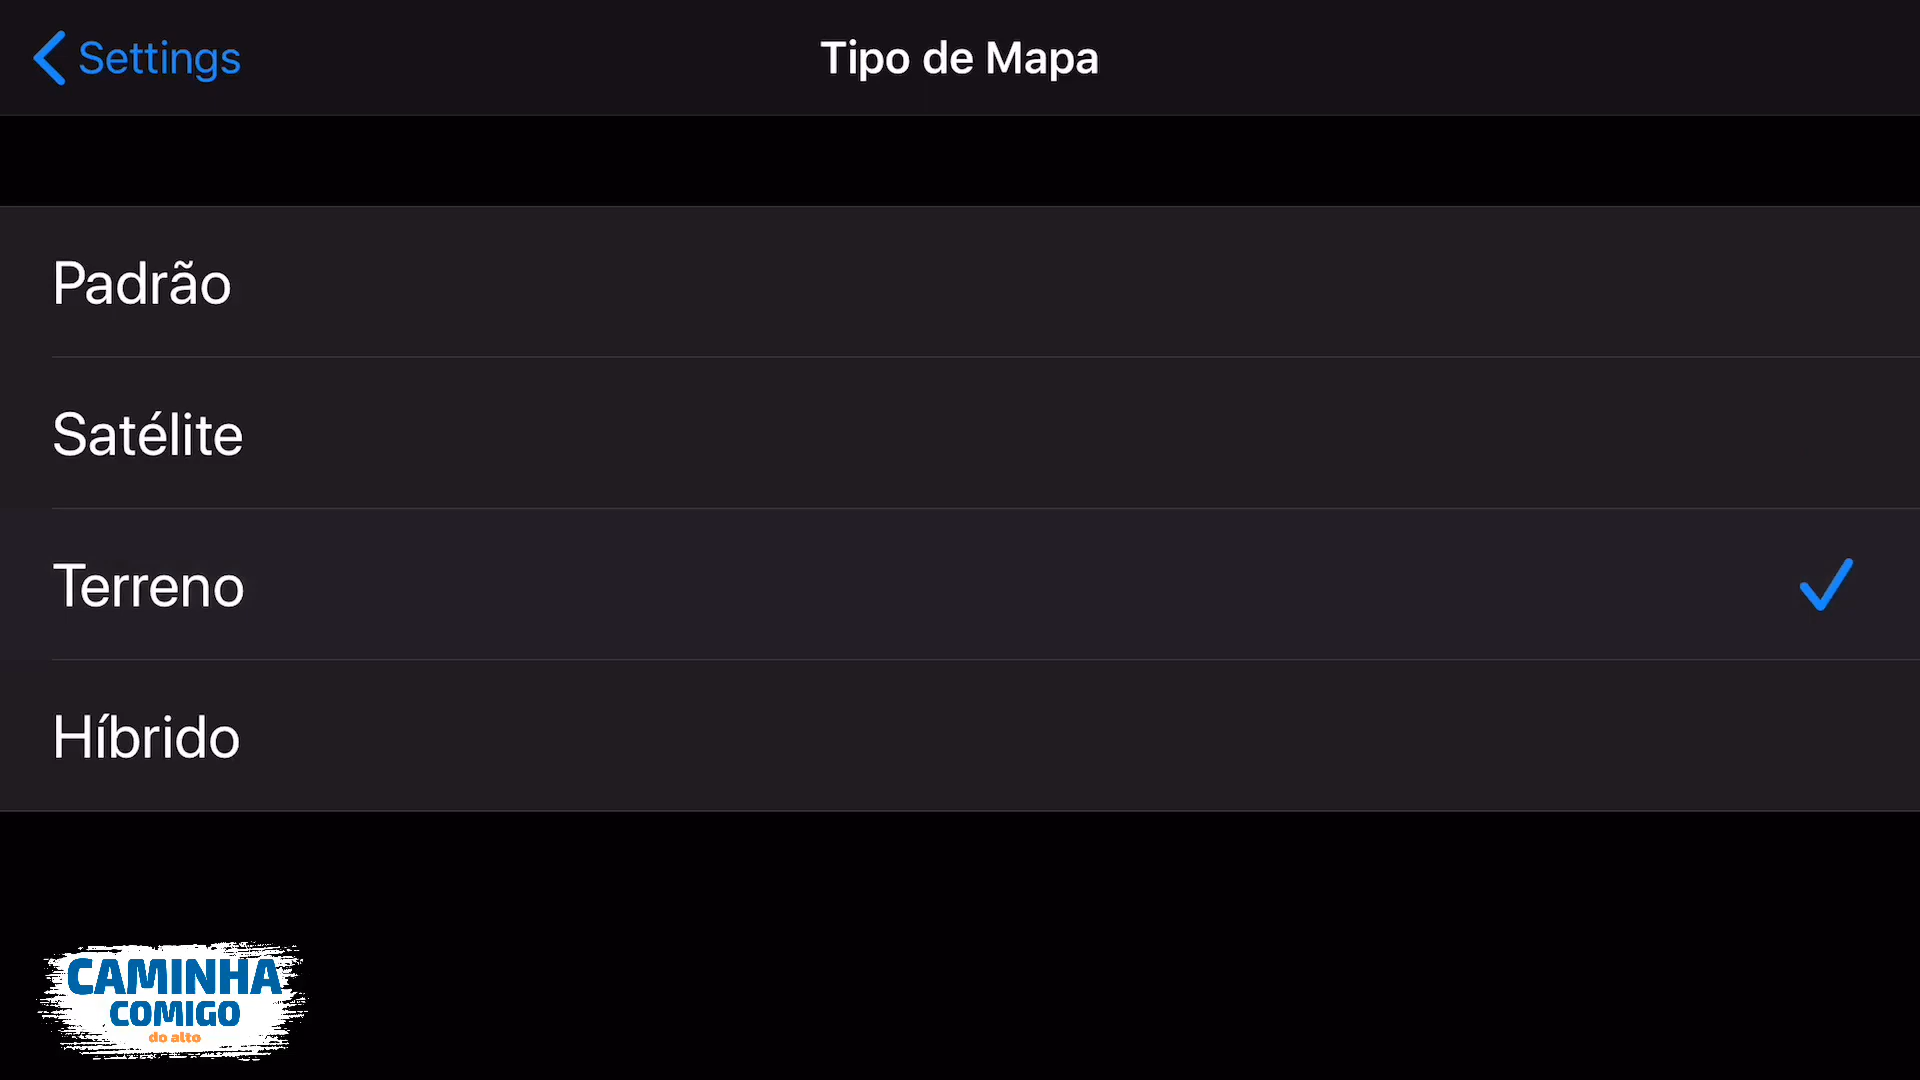 Settings
Tipo de Mapa
Padrão
Satélite
Terreno
Híbrido
CAMINHA
COMIGO
do alto